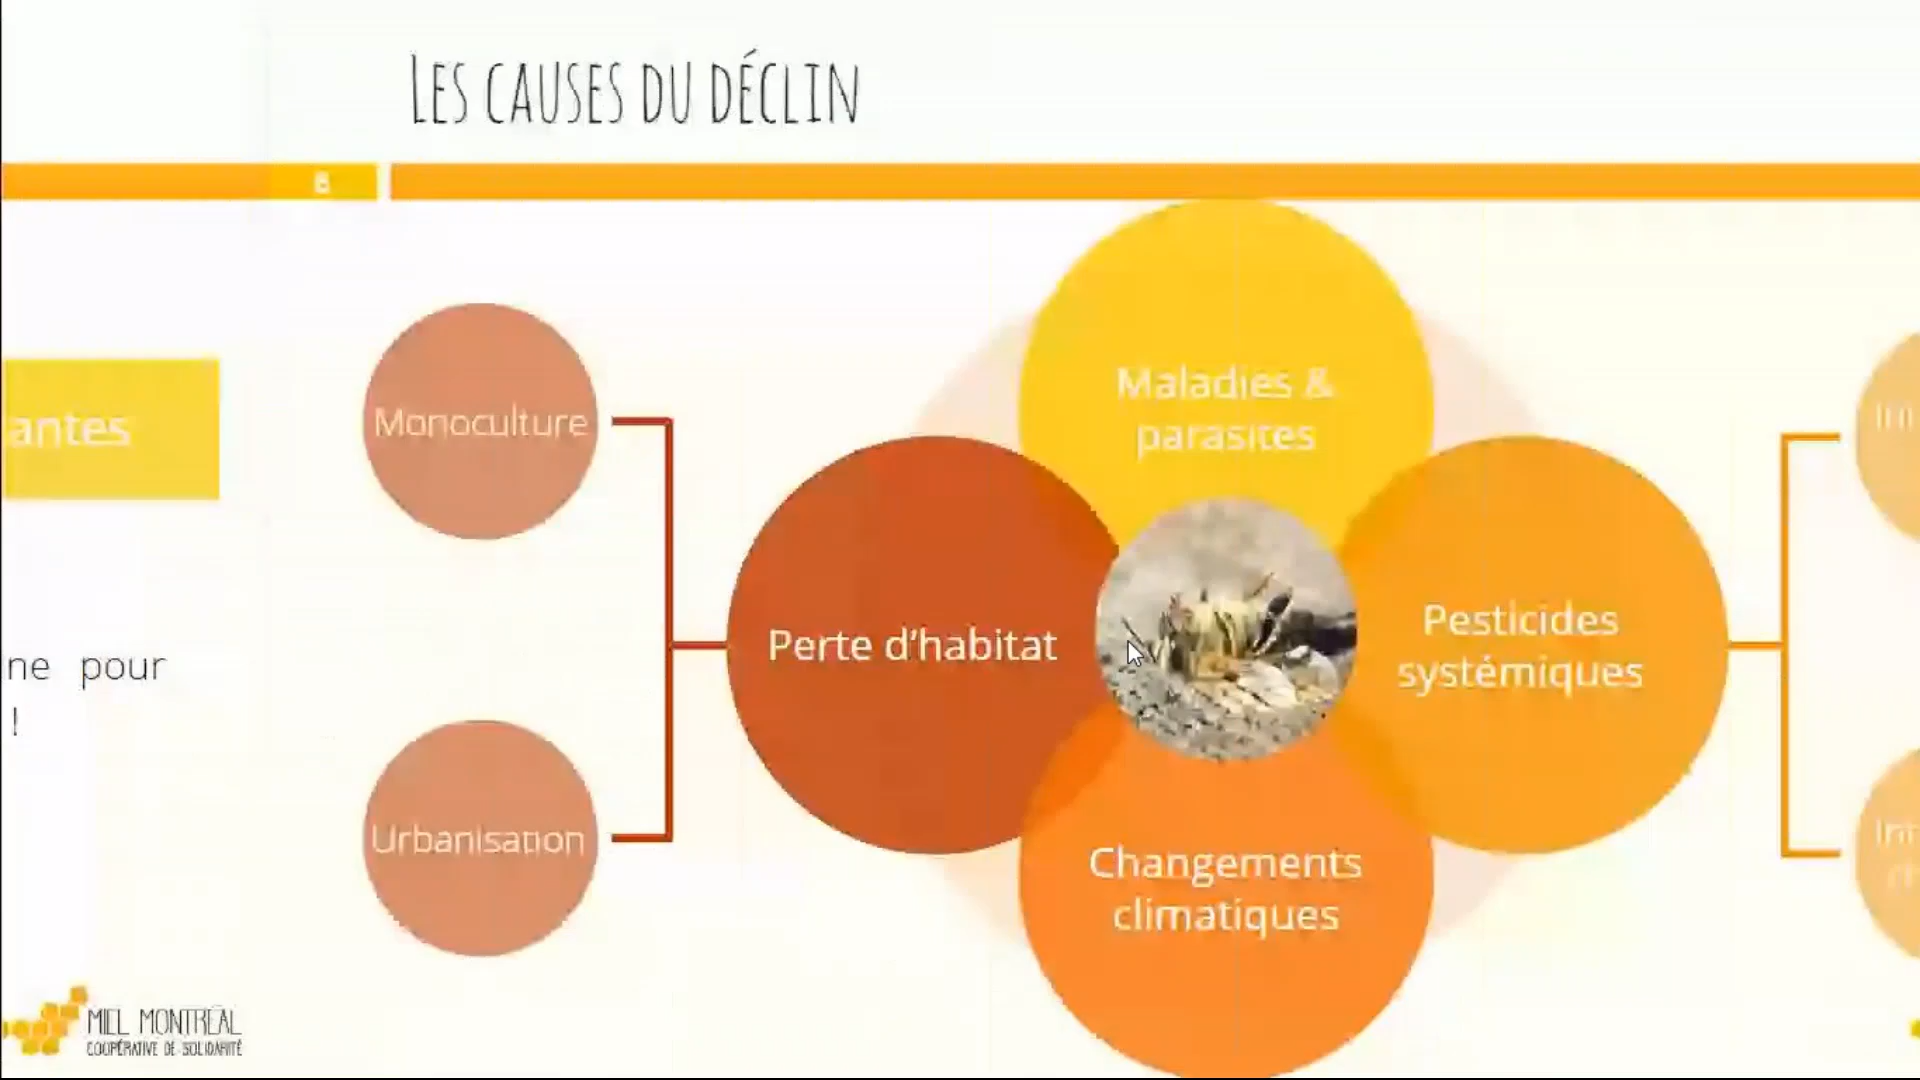 Les causes du déclin
8
antes
ne pour
!
Monoculture
Urbanisation
Perte d'habitat
Maladies &
parasites
Pesticides
systémiques
Changements
climatiques
MIEL MONTRÉAL
COOPÉRATIVE DE SOLIDARITÉ